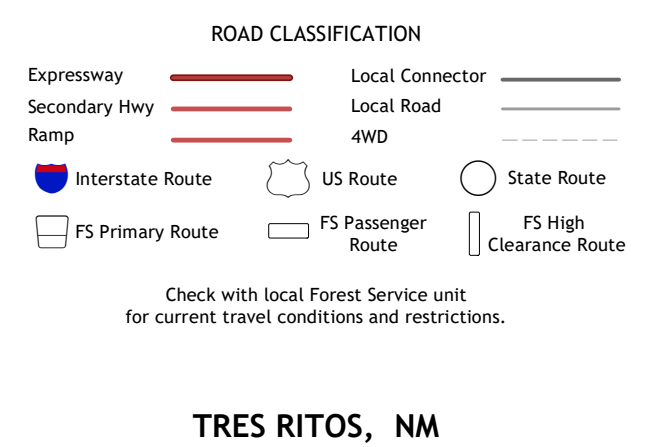 ROAD CLASSIFICATION
Expressway
Local Connector
Secondary Hwy
Local Road
Ramp
4WD
Interstate Route
US Route
State Route
FS Primary Route
FS Passenger
Route
FS High
Clearance Route
Check with local Forest Service unit
for current travel conditions and restrictions.
TRES RITOS, NM